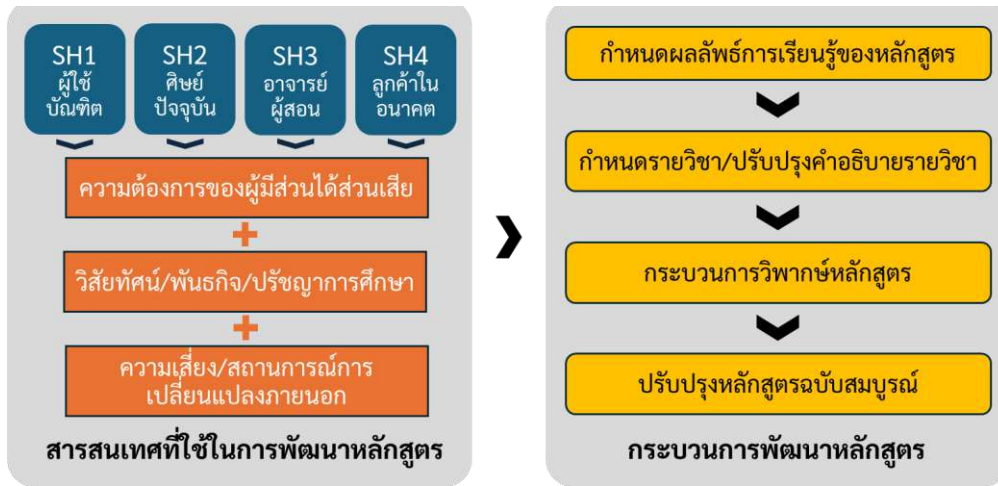 SH1
ผู้ใช้
บัณฑิต
SH2
ศิษย์
ปัจจุบัน
SH3
อาจารย์
ผู้สอน
SH4
ลูกค้าใน
อนาคต
ความต้องการของผู้มีส่วนได้ส่วนเสีย
+
วิสัยทัศน์/พันธกิจ/ปรัชญาการศึกษา
+
ความเสี่ยง/สถานการณ์การ
เปลี่ยนแปลงภายนอก
สารสนเทศที่ใช้ในการพัฒนาหลักสูตร
กำหนดผลลัพธ์การเรียนรู้ของหลักสูตร
กำหนดรายวิชา/ปรับปรุงคำอธิบายรายวิชา
กระบวนการวิพากษ์หลักสูตร
ปรับปรุงหลักสูตรฉบับสมบูรณ์
กระบวนการพัฒนาหลักสูตร